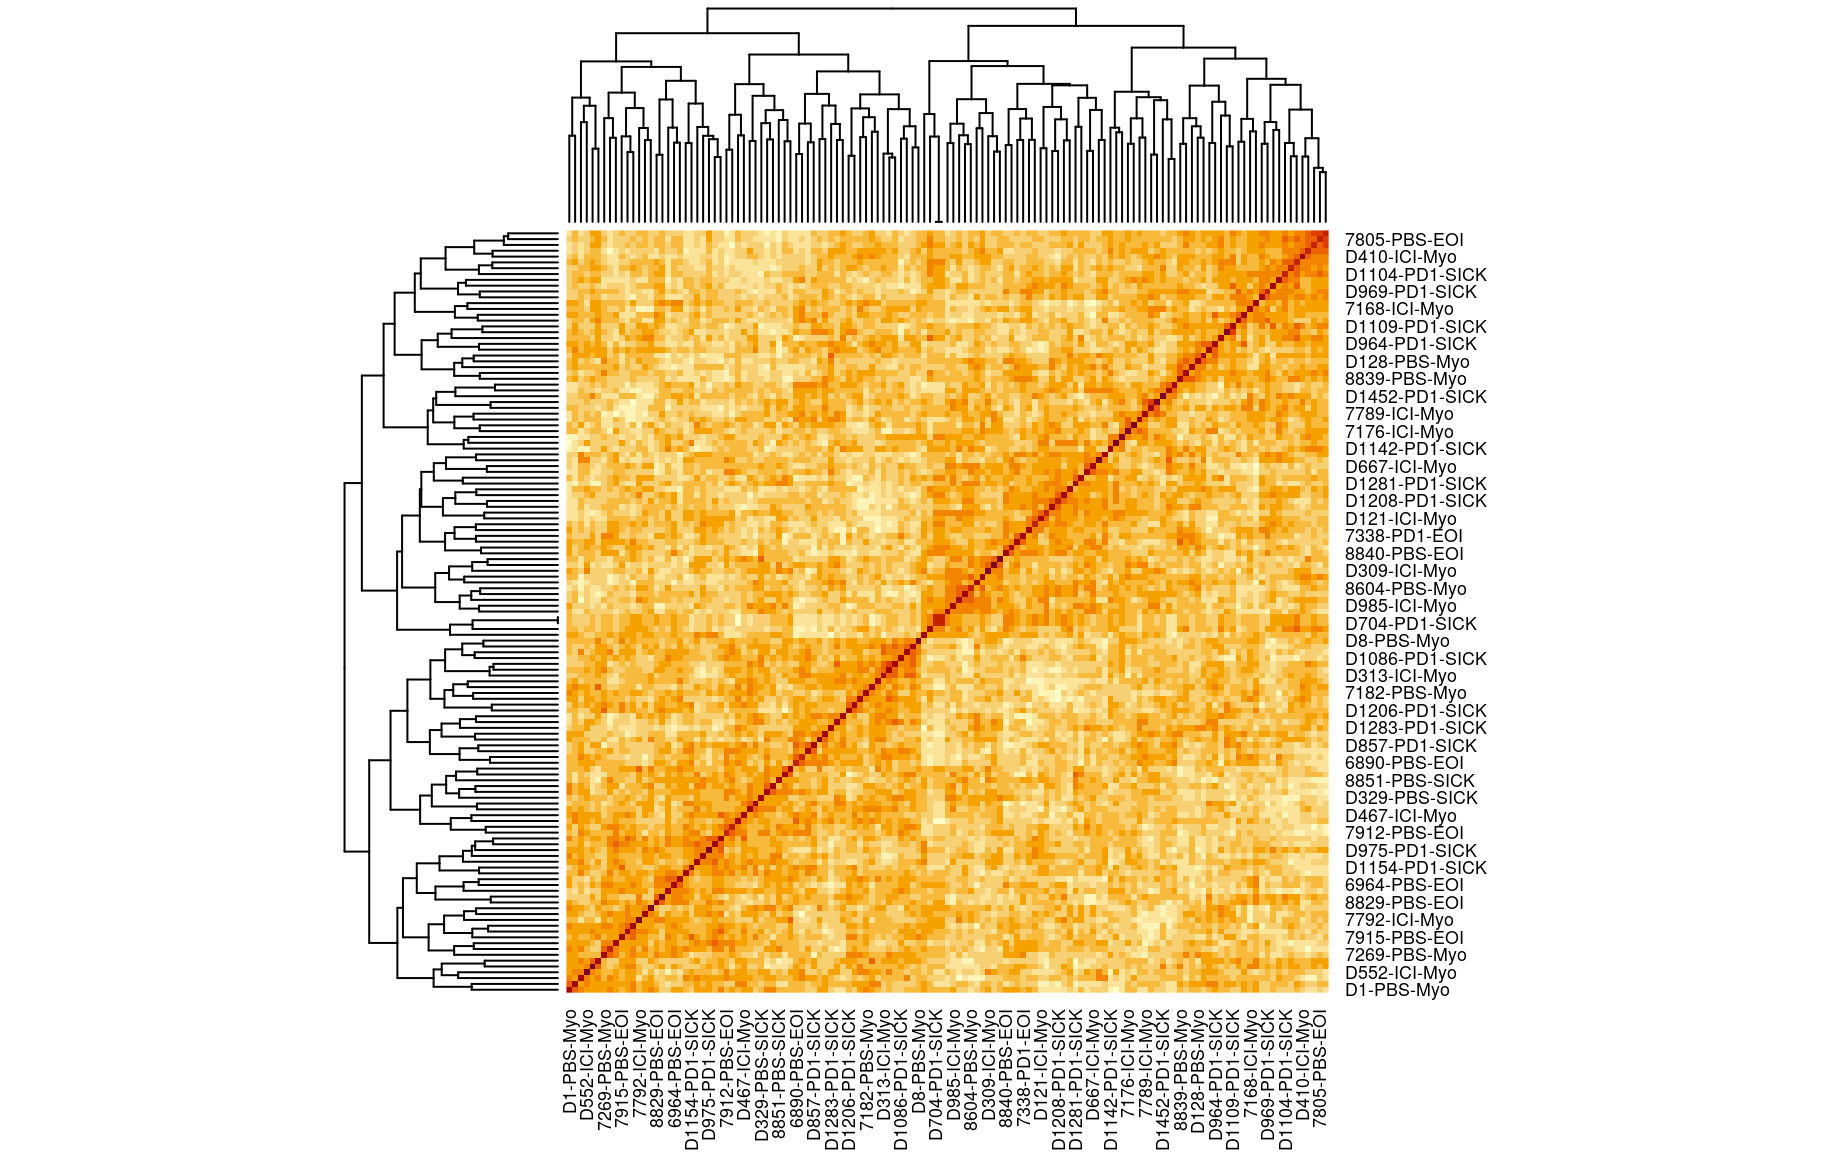 7805-PBS-EOI
D410-ICI-Myo
D1104-PD1-SICK
D969-PD1-SICK
7168-ICI-Myo
D1109-PD1-SICK
D964-PD1-SICK
D128-PBS-Myo
8839-PBS-Myo
D1452-PD1-SICK
7789-ICI-Myo
7176-ICI-Myo
D1142-PD1-SICK
D667-ICI-Myo
D1281-PD1-SICK
D1208-PD1-SICK
D121-ICI-Myo
7338-PD1-EOI
8840-PBS-EOI
D309-ICI-Myo
8604-PBS-Myo
D985-ICI-Myo
D704-PD1-SICK
D8-PBS-Myo
D1086-PD1-SICK
D313-ICI-Myo
7182-PBS-Myo
D1206-PD1-SICK
D1283-PD1-SICK
D857-PD1-SICK
6890-PBS-EOI
8851-PBS-SICK
D329-PBS-SICK
D467-ICI-Myo
7912-PBS-EOI
D975-PD1-SICK
D1154-PD1-SICK
6964-PBS-EOI
8829-PBS-EOI
7792-ICI-Myo
7915-PBS-EOI
7269-PBS-Myo
D552-ICI-Myo
D1-PBS-Myo
D1-PBS-Myo
D552-ICI-Myo
7269-PBS-Myo
7915-PBS-EOI
7792-ICI-Myo
8829-PBS-EOI
6964-PBS-EOI
D1154-PD1-SICK
D975-PD1-SICK
7912-PBS-EOI
D467-ICI-Myo
D329-PBS-SICK
8851-PBS-SICK
6890-PBS-EOI
D857-PD1-SICK
D1283-PD1-SICK
D1206-PD1-SICK
7182-PBS-Myo
D313-ICI-Myo
D1086-PD1-SICK
D8-PBS-Myo
D704-PD1-SICK
D985-ICI-Myo
8604-PBS-Myo
D309-ICI-Myo
8840-PBS-EOI
7338-PD1-EOI
D121-ICI-Myo
D1208-PD1-SICK
D1281-PD1-SICK
D667-ICI-Myo
D1142-PD1-SICK
7176-ICI-Myo
7789-ICI-Myo
D1452-PD1-SICK
8839-PBS-Myo
D128-PBS-Myo
D964-PD1-SICK
D1109-PD1-SICK
7168-ICI-Myo
D969-PD1-SICK
D1104-PD1-SICK
D410-ICI-Myo
7805-PBS-EOI